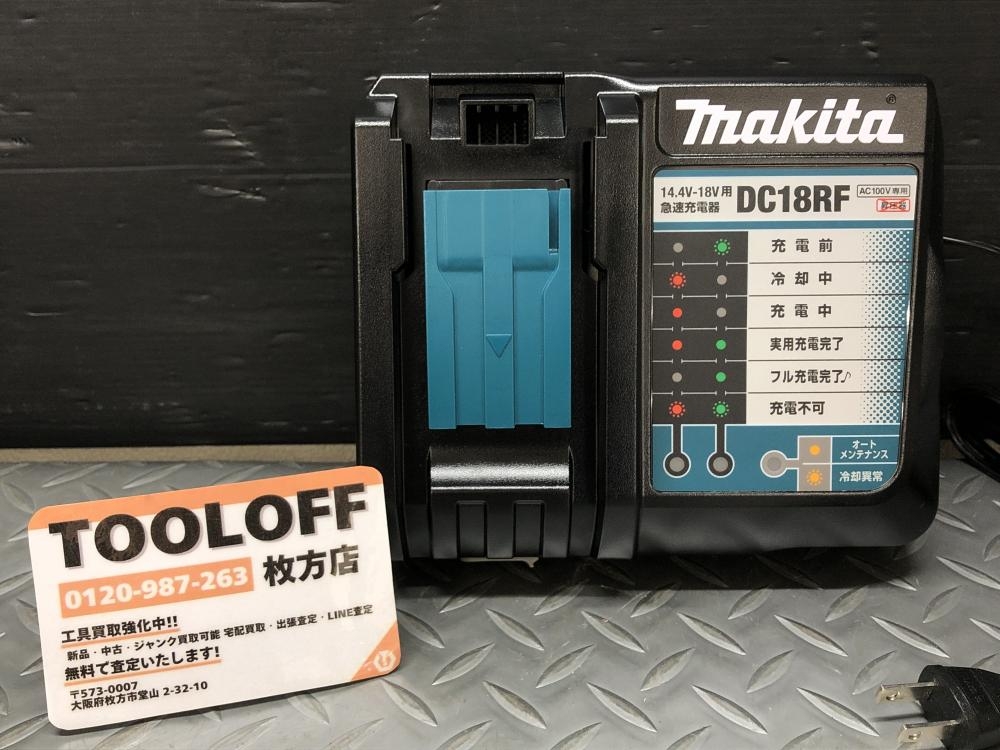 makita®
14.4V-18V用
急速充電器 DC18RF AC100V専用
昇圧器
充電前
冷却中
充電中
実用充電完了
フル充電完了♪
充電不可
オート
メンテナンス
冷却異常
TOOLOFF
0120-987-263 枚方店
工具買取強化中!!
新品・中古・ジャンク買取可能 宅配買取・出張査定・LINE査定
無料で査定いたします!
〒573-0007
大阪府枚方市堂山 2-32-10